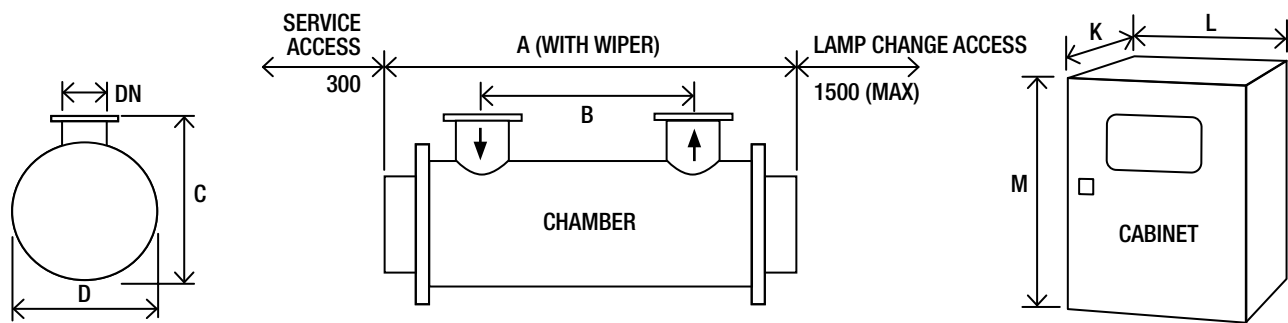 DN
C
D
SERVICE
ACCESS
300
A (WITH WIPER)
LAMP CHANGE ACCESS
1500 (MAX)
B
CHAMBER
K
L
M
CABINET